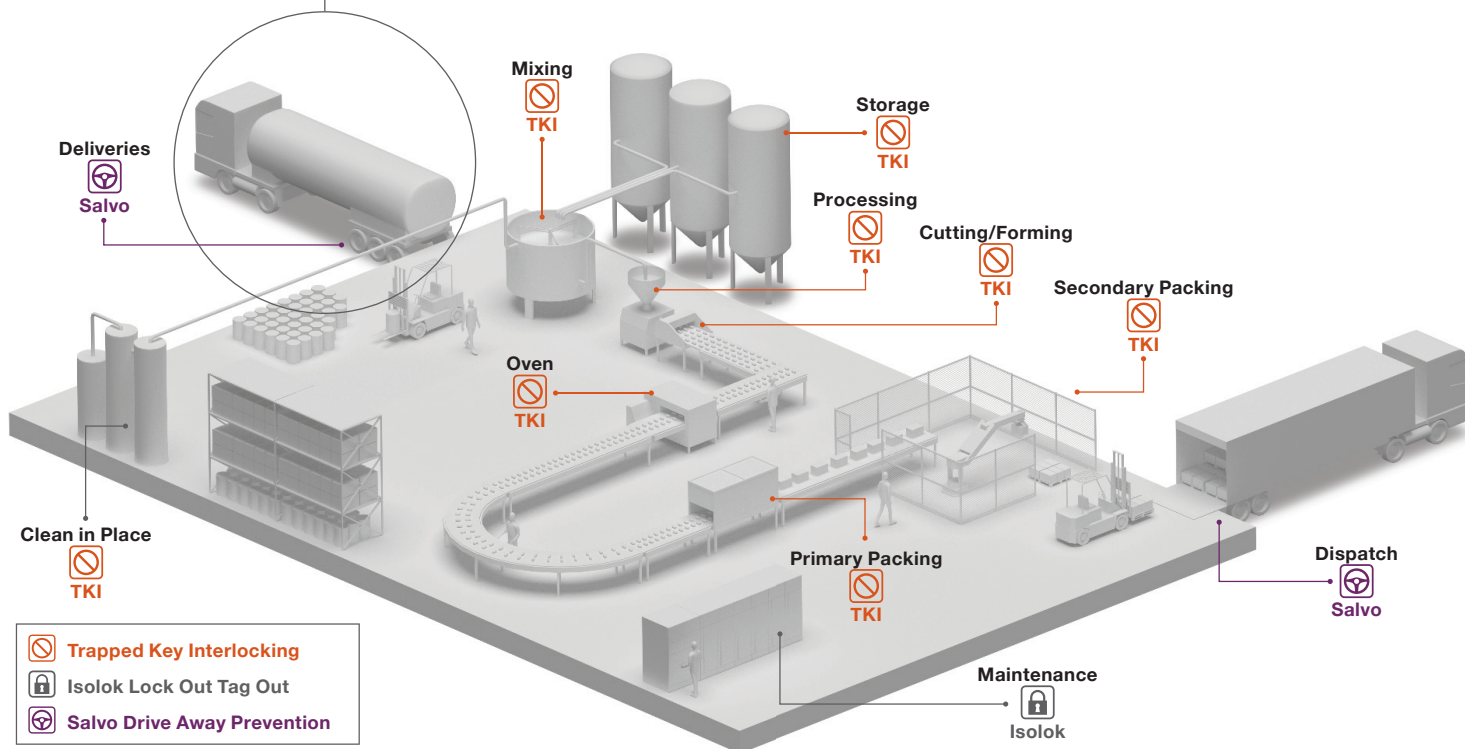 Mixing
TKI
Storage
TKI
Deliveries
Salvo
Processing
TKI
Cutting/Forming
TKI
Secondary Packing
TKI
Oven
TKI
Clean in Place
TKI
Primary Packing
TKI
Dispatch
Salvo
Maintenance
Isolok
Trapped Key Interlocking
Isolok Lock Out Tag Out
Salvo Drive Away Prevention